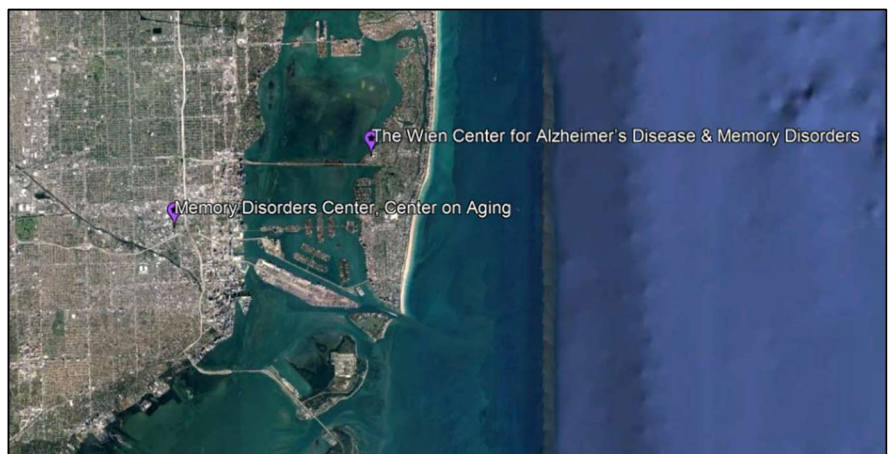 The Wien Center for Alzheimer's Disease & Memory Disorders
Memory Disorders Center, Center on Aging